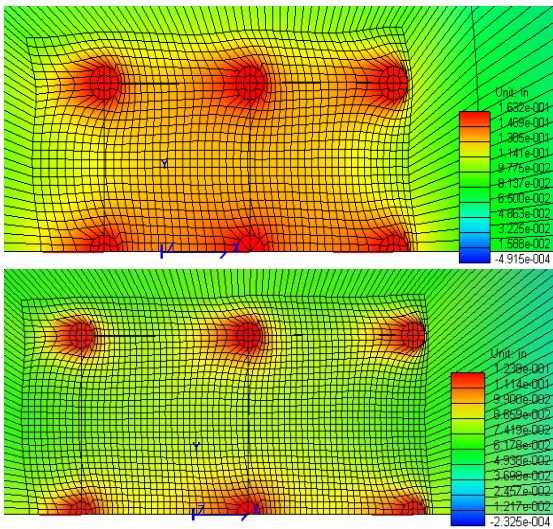 Unit: in
1.632e-001
1.469e-001
1.305e-001
1.141e-001
9.775e-002
8.137e-002
6.500e-002
4.863e-002
3.225e-002
1.588e-002
-4.915e-004
Y
X
Unit: in
1.238e-001
1.114e-001
9.900e-002
8.659e-002
7.419e-002
6.178e-002
4.938e-002
3.698e-002
2.457e-002
1.217e-002
-2.325e-004
Y
Z X